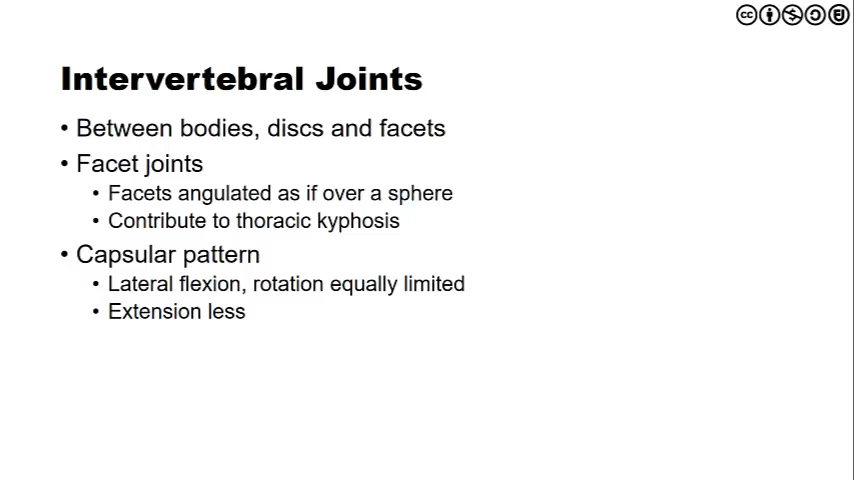 Intervertebral Joints
• Between bodies, discs and facets
• Facet joints
• Facets angulated as if over a sphere
• Contribute to thoracic kyphosis
• Capsular pattern
• Lateral flexion, rotation equally limited
• Extension less